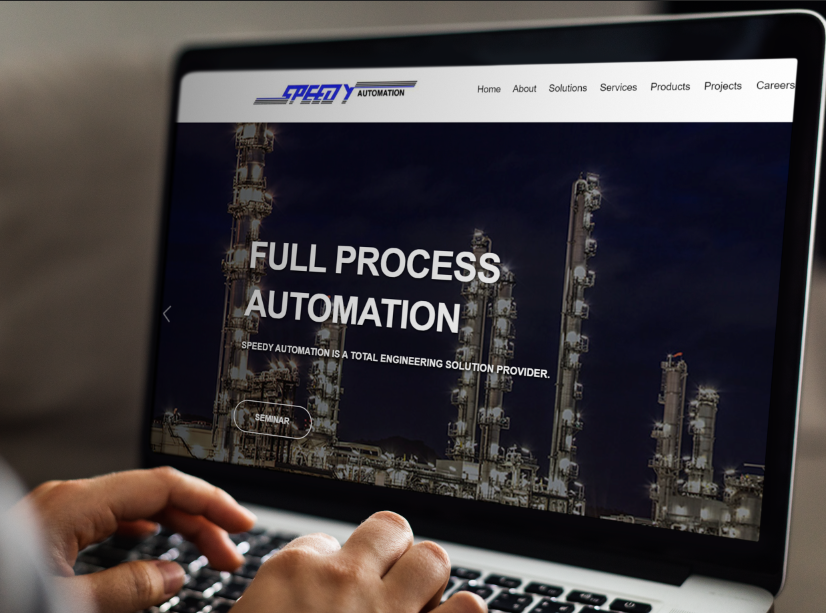 SPEEDY AUTOMATION
Home About Solutions Services Products Projects Careers
FULL PROCESS
AUTOMATION
SPEEDY AUTOMATION IS A TOTAL ENGINEERING SOLUTION PROVIDER.
SEMINAR